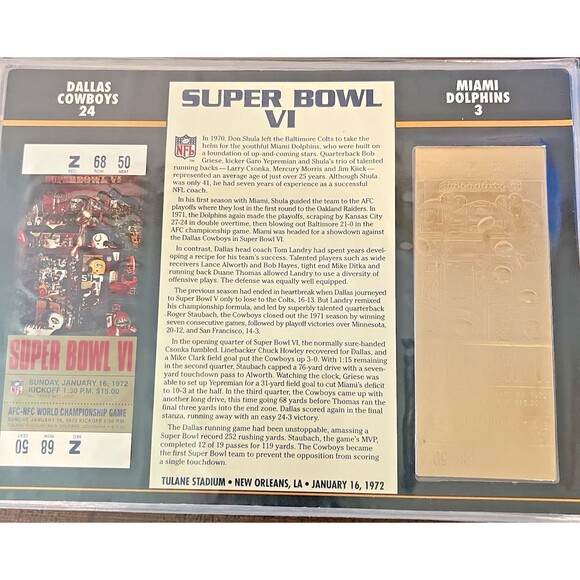 DALLAS
COWBOYS
24
MIAMI
DOLPHINS
3
Z 68 50
SEC. ROW SEAT
SUPER BOWL VI
SUPER BOWL VI
SUNDAY, JANUARY 16, 1972
KICKOFF 1:30 P.M. $15.00
AFC-NFC WORLD CHAMPIONSHIP GAME
SUNDAY, JANUARY 16, 1972 KICKOFF 1:30 P.M.
50 68 Z
SUPER BOWL
VI
NFL
In 1970, Don Shula left the Baltimore Colts to take the
helm for the youthful Miami Dolphins, who were built on
a foundation of up-and-coming stars. Quarterback Bob
Griese, kicker Garo Yepremian and Shula's trio of talented
running backs — Larry Csonka, Mercury Morris and Jim Kiick —
represented an average age of just over 25 years. Although Shula
was only 41, he had seven years of experience as a successful
NFL coach.
In his first season with Miami, Shula guided the team to the AFC
playoffs where they lost in the first round to the Oakland Raiders. In
1971, the Dolphins again made the playoffs, scraping by Kansas City
27-24 in double overtime, then blowing out Baltimore 21-0 in the
AFC championship game. Miami was headed for a showdown against
the Dallas Cowboys in Super Bowl VI.
In contrast, Dallas head coach Tom Landry had spent years devel-
oping a recipe for his team's success. Talented players such as wide
receivers Lance Alworth and Bob Hayes, tight end Mike Ditka and
running back Duane Thomas allowed Landry to use a diversity of
offensive plays. The defense was equally well equipped.
The previous season had ended in heartbreak when Dallas journeyed
to Super Bowl V only to lose to the Colts, 16-13. But Landry remixed
his championship formula, and led by superbly talented quarterback
Roger Staubach, the Cowboys closed out the 1971 season by winning
seven consecutive games, followed by playoff victories over Minnesota,
20-12, and San Francisco, 14-3.
In the opening quarter of Super Bowl VI, the normally sure-handed
Csonka fumbled. Linebacker Chuck Howley recovered for Dallas, and
a Mike Clark field goal put the Cowboys up 3-0. With 1:15 remaining
in the second quarter, Staubach capped a 76-yard drive with a seven-
yard touchdown pass to Alworth. Watching the clock, Griese was
able to set up Yepremian for a 31-yard field goal to cut Miami's deficit
to 10-3 at the half. In the third quarter, the Cowboys came up with
another long drive, this time going 68 yards before Thomas ran the
final three yards into the end zone. Dallas scored again in the final
stanza, running away with an easy 24-3 victory.
The Dallas running game had been unstoppable, amassing a
Super Bowl record 252 rushing yards. Staubach, the game's MVP,
completed 12 of 19 passes for 119 yards. The Cowboys became
the first Super Bowl team to prevent the opposition from scoring
a single touchdown.
TULANE STADIUM • NEW ORLEANS, LA • JANUARY 16, 1972